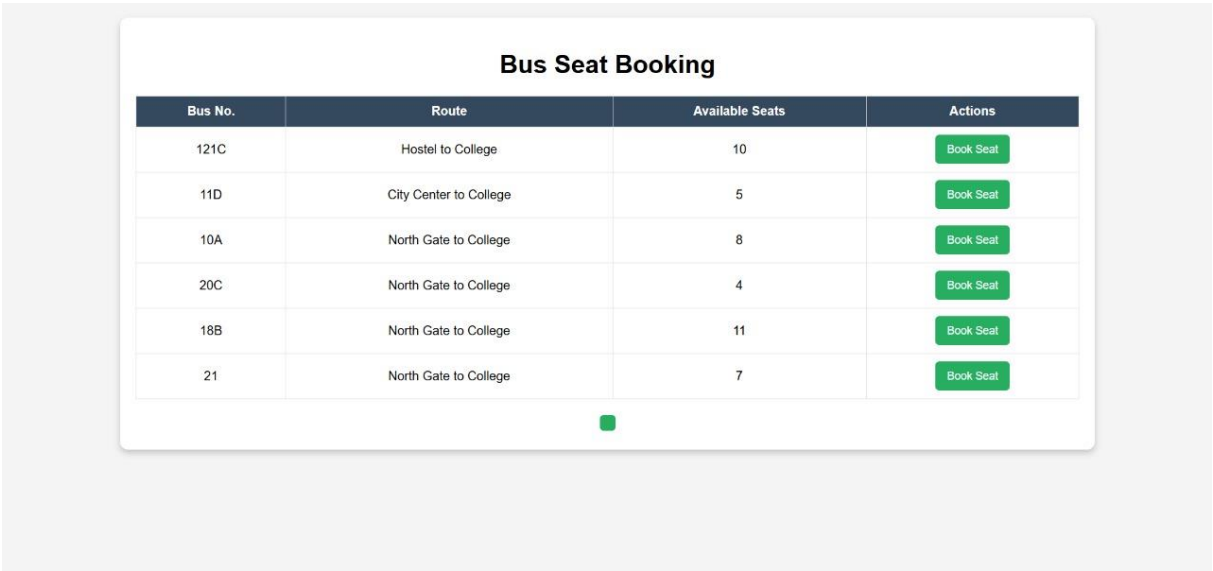 Bus Seat Booking
Bus No. Route Available Seats Actions
121C Hostel to College 10 Book Seat
11D City Center to College 5 Book Seat
10A North Gate to College 8 Book Seat
20C North Gate to College 4 Book Seat
18B North Gate to College 11 Book Seat
21 North Gate to College 7 Book Seat